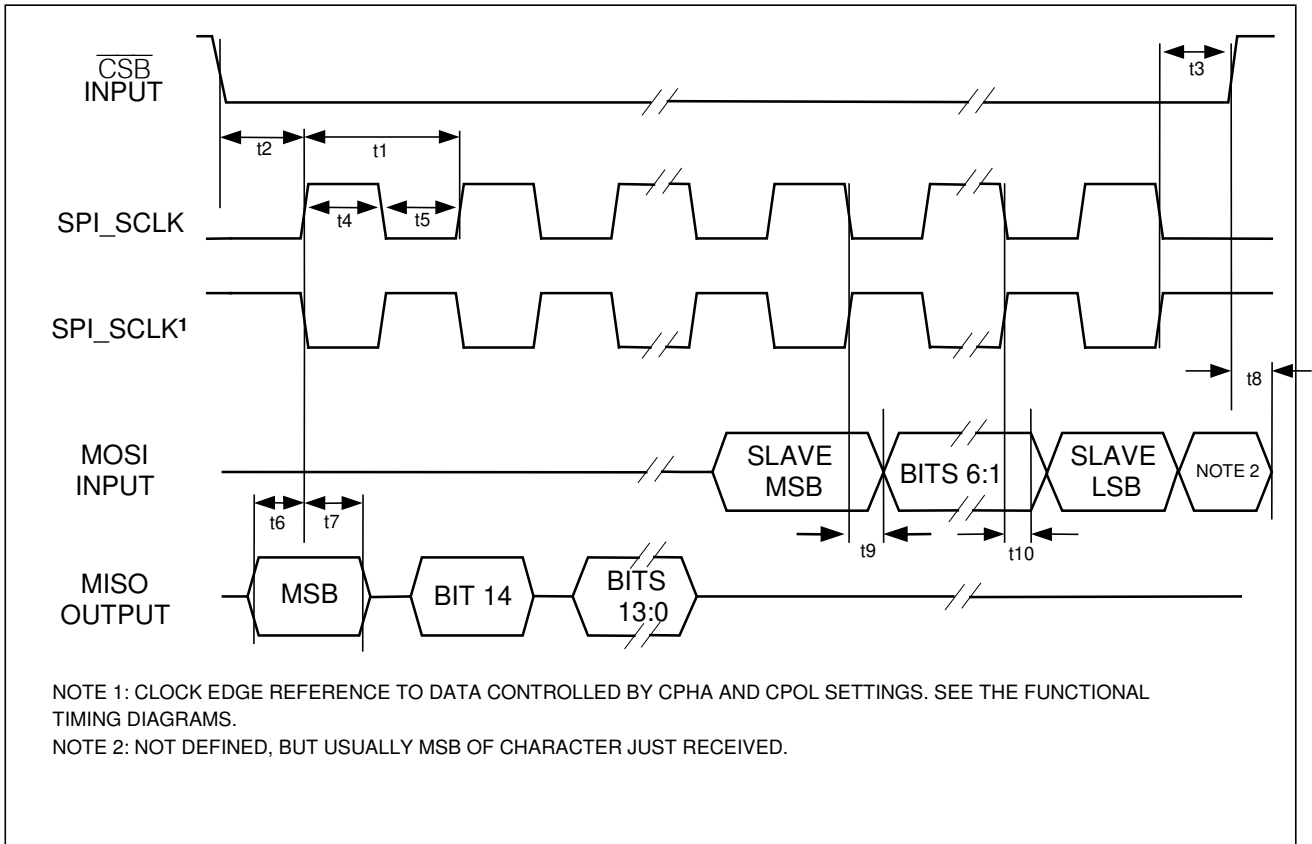 CSB
INPUT
t3
t2
t1
SPI_SCLK
t4
t5
SPI_SCLK¹
t8
MOSI
INPUT
SLAVE
MSB
BITS 6:1
SLAVE
LSB
NOTE 2
t6
t7
t9
t10
MISO
OUTPUT
MSB
BIT 14
BITS
13:0
NOTE 1: CLOCK EDGE REFERENCE TO DATA CONTROLLED BY CPHA AND CPOL SETTINGS. SEE THE FUNCTIONAL
TIMING DIAGRAMS.
NOTE 2: NOT DEFINED, BUT USUALLY MSB OF CHARACTER JUST RECEIVED.